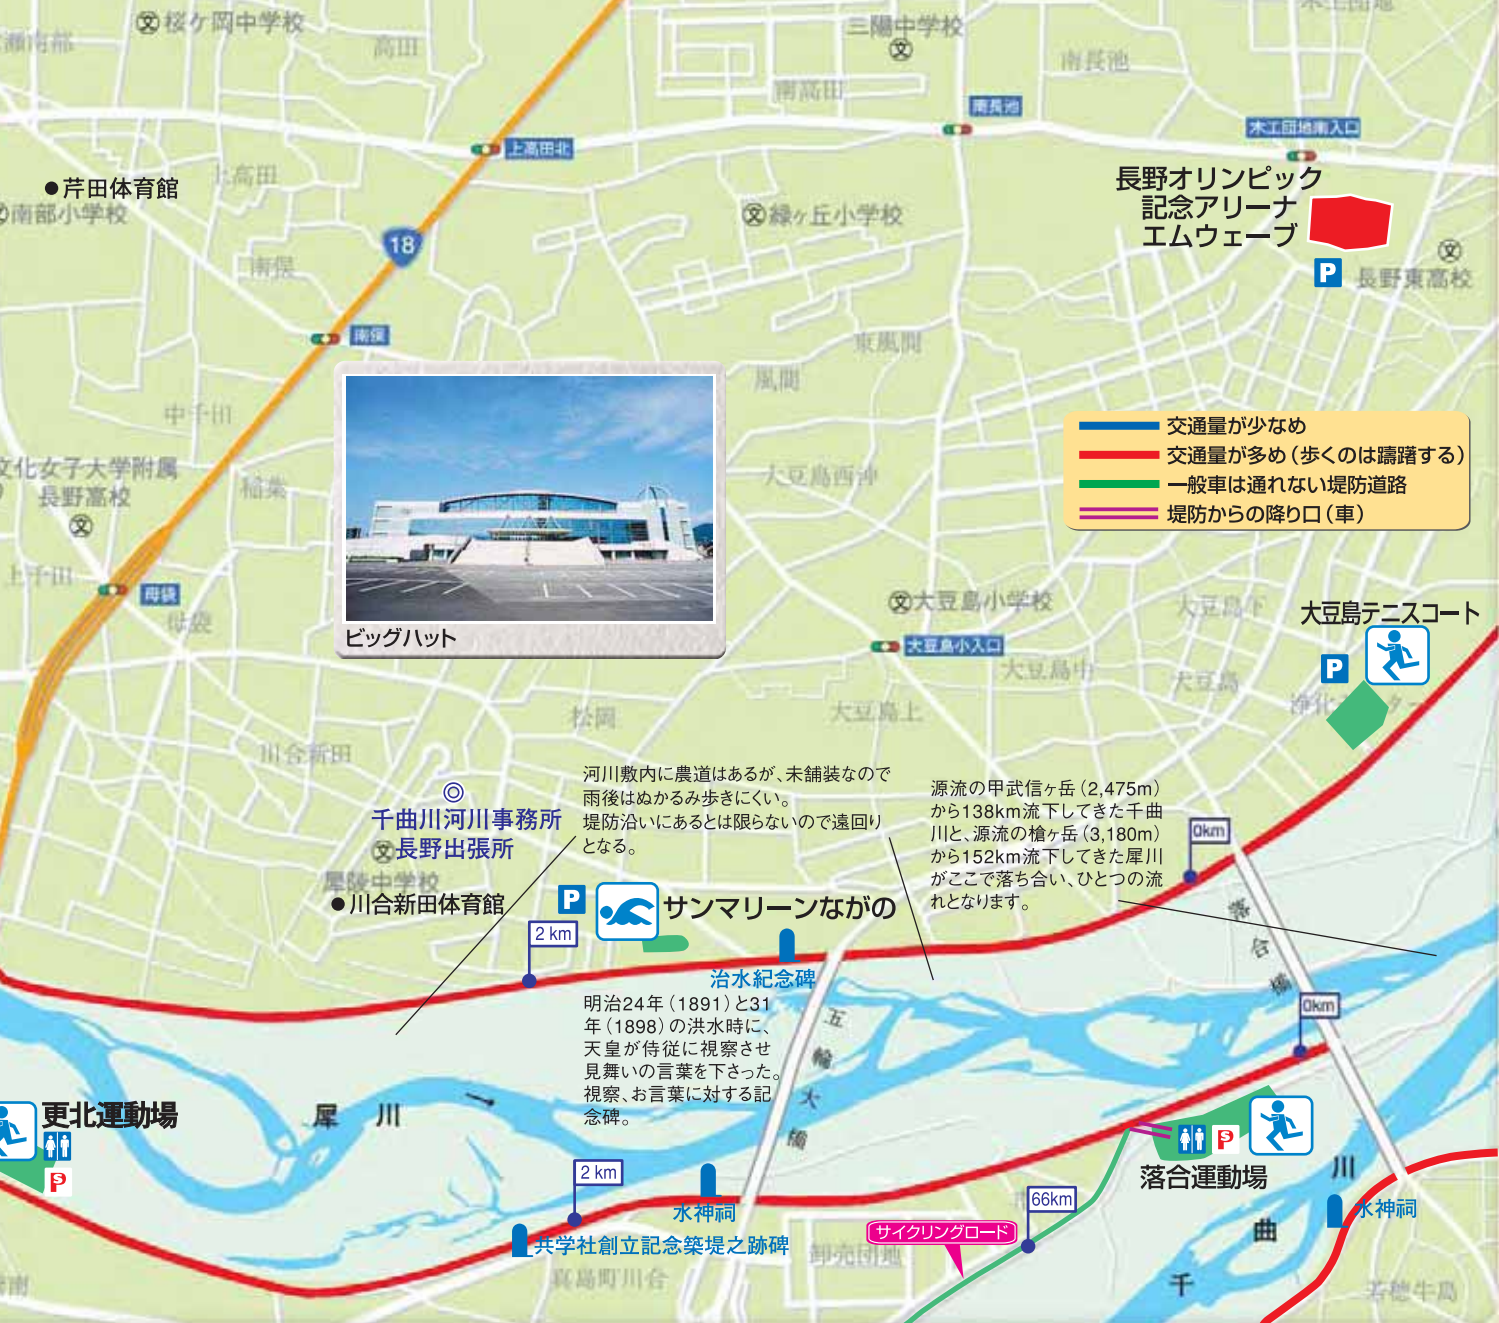 桜ケ岡中学校
高田
三陽中学校
南長池
南高田
南長池
木工団地南入口
上高田北
上高田
芹田体育館
南部小学校
長野オリンピック
記念アリーナ
エムウェーブ
緑ヶ丘小学校
18
南俣
P
長野東高校
南俣
東風間
風間
中千田
ビッグハット
交通量が少なめ
交通量が多め（歩くのは躊躇する）
一般車は通れない堤防道路
堤防からの降り口（車）
文化女子大学附属
長野高校
稲葉
大豆島西沖
上千田
母袋
母袋
大豆島小学校
大豆島下
大豆島テニスコート
P
大豆島小入口
大豆島中
大豆島
松岡
大豆島上
川合新田
千曲川河川事務所
長野出張所
犀陵中学校
川合新田体育館
河川敷内に農道はあるが、未舗装なので
雨後はぬかるみ歩きにくい。
堤防沿いにあるとは限らないので遠回り
となる。
源流の甲武信ヶ岳（2,475m）
から138km流下してきた千曲
川と、源流の槍ヶ岳（3,180m）
から152km流下してきた犀川
がここで落ち合い、ひとつの流
れとなります。
0km
P
サンマリーンながの
2 km
治水紀念碑
明治24年（1891）と31
年（1898）の洪水時に、
天皇が侍従に視察させ
見舞いの言葉を下さった。
視察、お言葉に対する記
念碑。
落合橋
五輪大橋
0km
更北運動場
P
犀川
落合運動場
P
2 km
水神祠
共学社創立記念築堤之跡碑
66km
サイクリングロード
卸売団地
真島町川合
水神祠
千曲川
若穂牛島